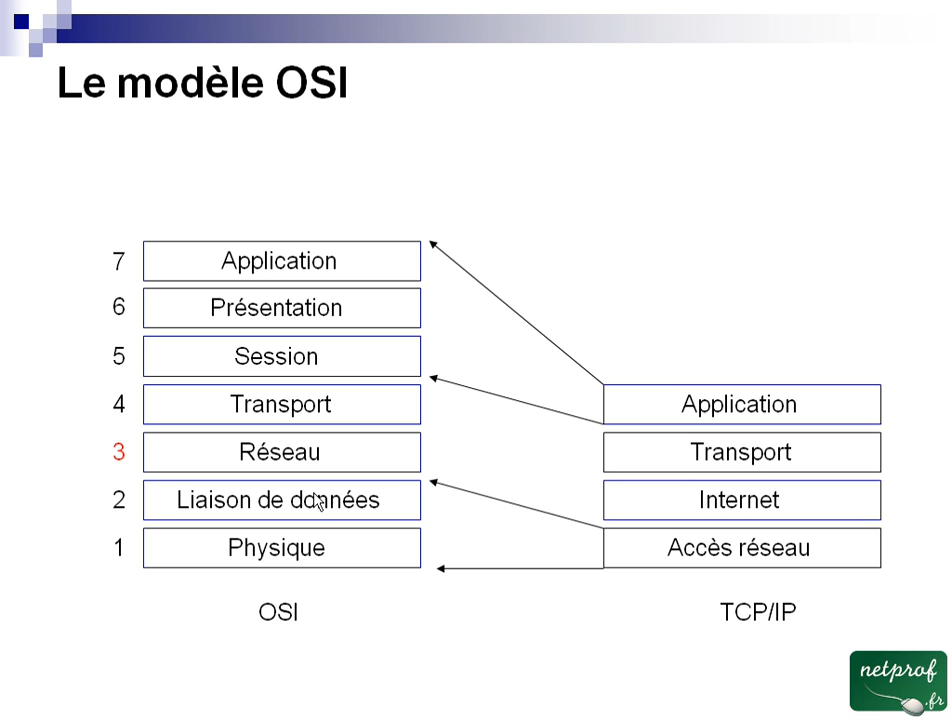 Le modèle OSI
7 Application
6 Présentation
5 Session
4 Transport Application
3 Réseau Transport
2 Liaison de données Internet
1 Physique Accès réseau
OSI TCP/IP
netprof
.fr